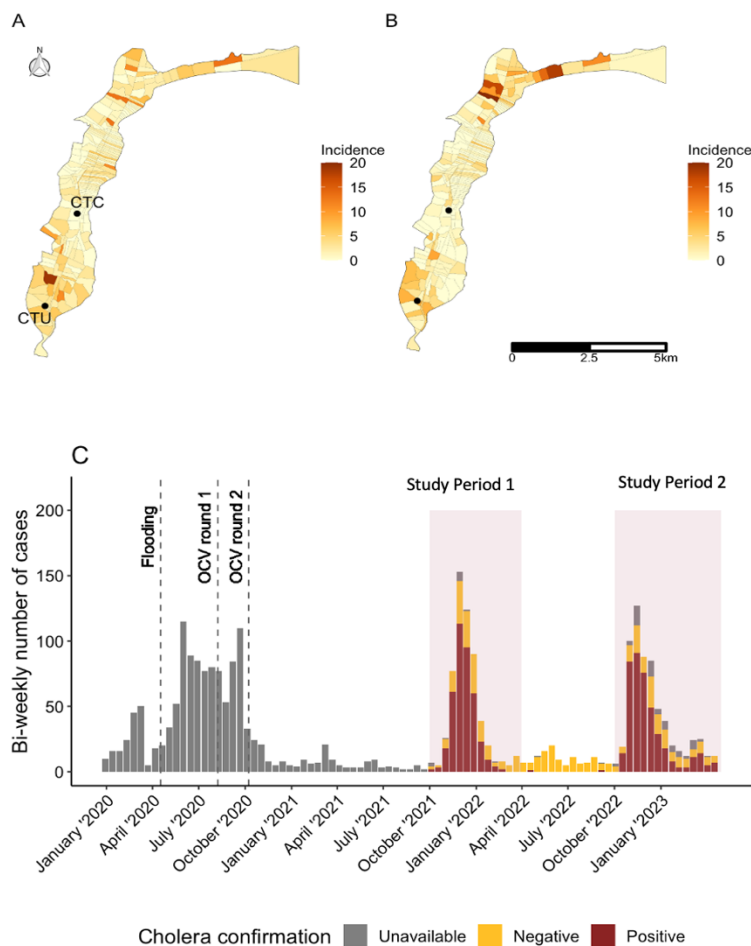 A
B
N
Incidence
20
15
10
5
0
Incidence
20
15
10
5
0
CTC
CTU
0 2.5 5km
C
Bi-weekly number of cases
200
150
100
50
0
Flooding
OCV round 1
OCV round 2
Study Period 1
Study Period 2
January '2020
April '2020
July '2020
October '2020
January '2021
April '2021
July '2021
October '2021
January '2022
April '2022
July '2022
October '2022
January '2023
Cholera confirmation Unavailable Negative Positive